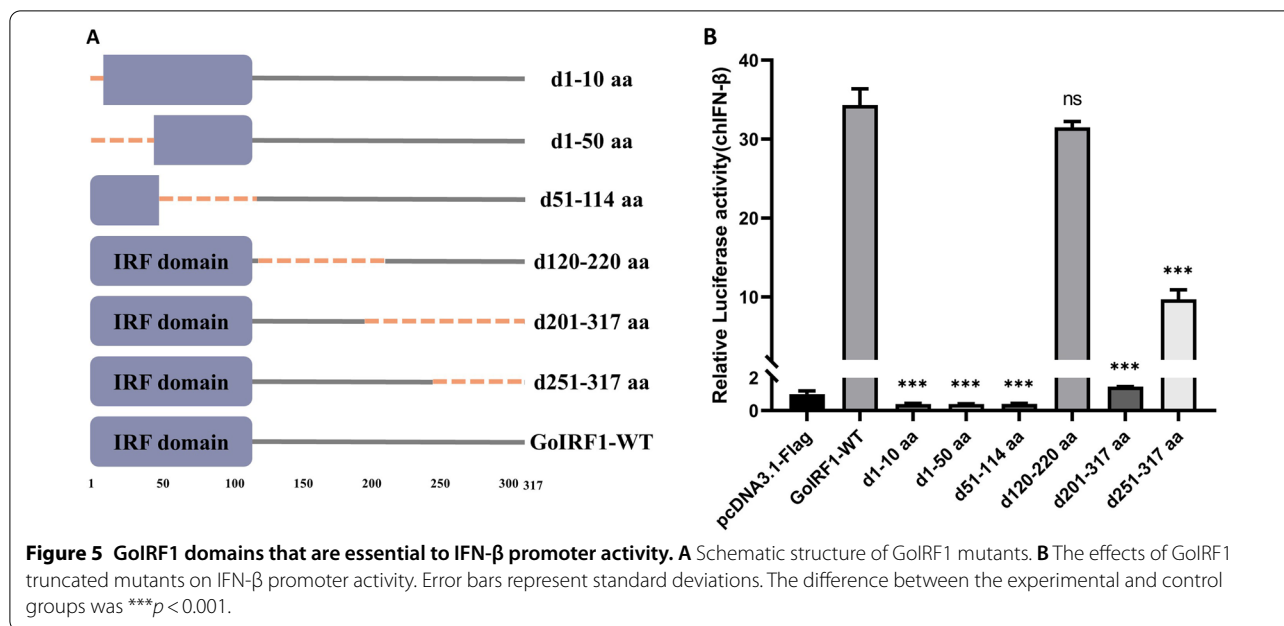 A
d1-10 aa
d1-50 aa
d51-114 aa
IRF domain
d120-220 aa
IRF domain
d201-317 aa
IRF domain
d251-317 aa
IRF domain
GoIRF1-WT
1 50 100 150 200 250 300 317
B
Relative Luciferase activity(chIFN-β)
40
30
20
10
2
0
ns
***
***
***
***
***
pcDNA3.1-Flag
GoIRF1-WT
d1-10 aa
d1-50 aa
d51-114 aa
d120-220 aa
d201-317 aa
d251-317 aa
Figure 5 GoIRF1 domains that are essential to IFN-β promoter activity. A Schematic structure of GoIRF1 mutants. B The effects of GoIRF1
truncated mutants on IFN-β promoter activity. Error bars represent standard deviations. The difference between the experimental and control
groups was ***p < 0.001.